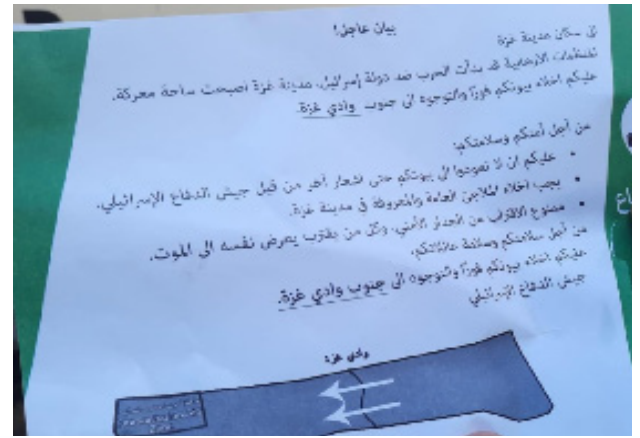 بيان عاجل!
الى سكان مدينة غزة
المنظمات الارهابية قد بدأت الحرب ضد دولة إسرائيل، مدينة غزة اصبحت ساحة معركة.
عليكم اخلاء بيوتكم فورًا والتوجه الى جنوب وادي غزة.
من أجل أمنكم وسلامتكم:
• عليكم ان لا تعودوا الى بيوتكم حتى اشعار آخر من قبل جيش الدفاع الإسرائيلي.
• يجب اخلاء الملاجئ العامة والمعروفة في مدينة غزة.
• ممنوع الاقتراب من الجدار الأمني، وكل من يقترب يعرض نفسه الى الموت.
من أجل سلامتكم وسلامة عائلاتكم،
عليكم اخلاء بيوتكم فورًا والتوجه الى جنوب وادي غزة.
جيش الدفاع الإسرائيلي
وادي غزة